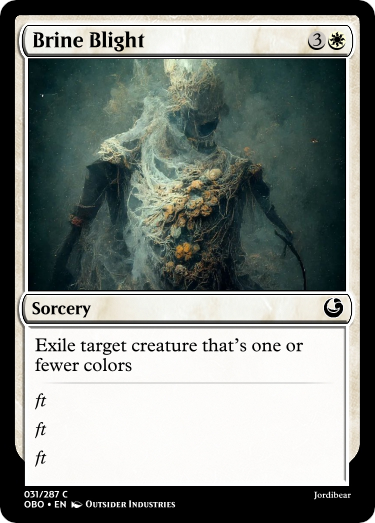 Brine Blight 3
Sorcery
Exile target creature that's one or
fewer colors
ft
ft
ft
031/287 C
OBO • EN Outsider Industries
Jordibear